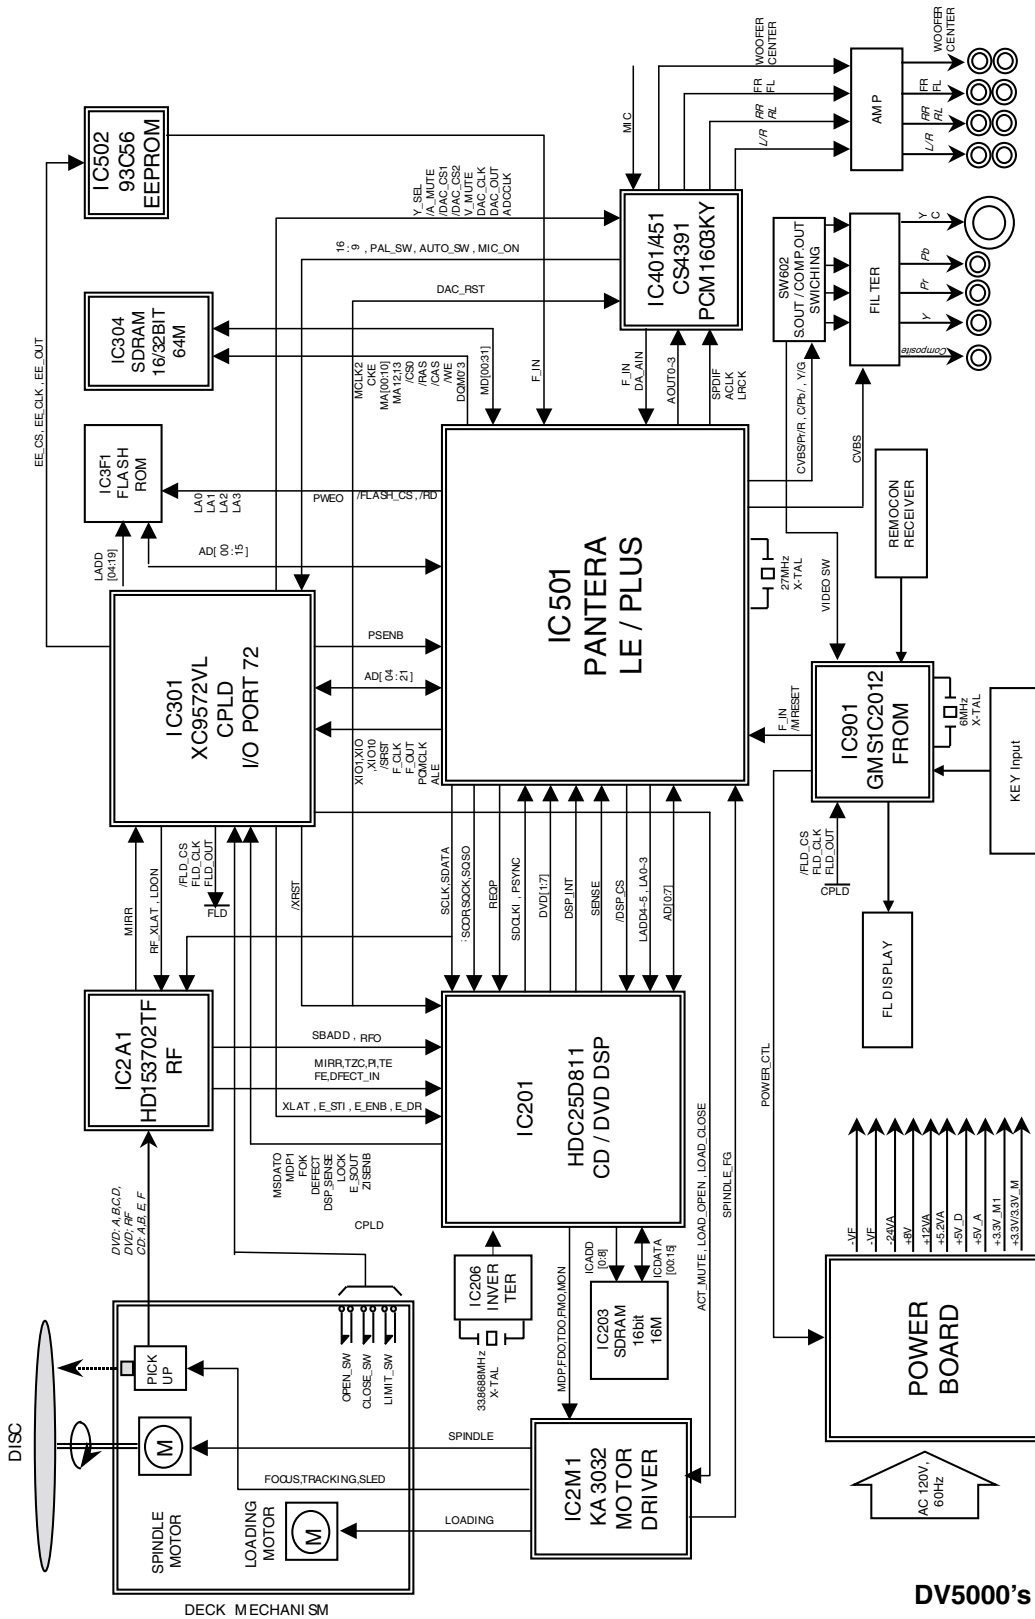 DISC
DECK MECHANISM
SPINDLE
MOTOR
M
PICK
UP
LOADING
MOTOR
M
OPEN_SW
CLOSE_SW
LIMIT_SW
DVD: A,B,C,D,
DVD; RF
CD: A,B, E, F
FOCUS,TRACKING,SLED
SPINDLE
LOADING
IC2M1
KA 3032
MOTOR
DRIVER
CPLD
IC2A1
HD153702TF
RF
MIRR
RF_XLAT , LDON
/FLD_CS
FLD_CLK
FLD_OUT
FLD
/XRST
SBADD , RFO
MIRR,TZC,PI,TE
FE,DFECT_IN
XLAT , E_STI , E_ENB , E_DR
MSDATO
MDP1
FOK
DEFECT
DSP_SENSE
LOCK
E_SOUT
ZISENB
IC201
HDC25D811
CD / DVD DSP
IC206
INVER
TER
33.8688MHz
X-TAL
ICADD
[0:8]
ICDATA
[00:15]
IC203
SDRAM
16bit
16M
MDP,FDO,TDO,FMO,MON
ACT_MUTE , LOAD_OPEN , LOAD_CLOSE
SPINDLE_FG
SCLK,SDATA
SCOR,SQCK,SQSO
REQP
SDCLKI , PSYNC
DVD[1:7]
DSP_INT
SENSE
/DSP_CS
LADD4~5 , LA0~3
AD[0:7]
IC301
XC9572VL
CPLD
I/O PORT 72
EE_CS, EE_CLK, EE_OUT
LADD
[04:19]
AD[ 00 : 15 ]
PSENB
AD[ 04 : 21 ]
XIO1,XIO
,XIO10
/SRST
F_CLK
F_OUT
PCMCLK
ALE
IC3F1
FLASH
ROM
LA0
LA1
LA2
LA3
PWEO
/FLASH_CS , /RD
IC304
SDRAM
16/32BIT
64M
MCLK2
CKE
MA[00:10]
MA12,13
/CS0
/RAS
/CAS
/WE
DQM0'3
MD[00:31]
IC502
93C56
EEPROM
F_IN
16 : 9 , PAL_SW , AUTO_SW , MIC_ON
DAC_RST
Y_SEL
/A_MUTE
/DAC_CS1
/DAC_CS2
V_MUTE
DAC_CLK
DAC_OUT
ADCCLK
IC501
PANTERA
LE / PLUS
F_IN
DA_AIN
AOUT0~3
SPDIF
ACLK
LRCK
27MHz
X-TAL
IC401/451
CS4391
PCM1603KY
MIC
WOOFER
CENTER
FR
FL
RR
RL
L/R
AMP
WOOFER
CENTER
FR
FL
RR
RL
L/R
SW602
S.OUT / COMP.OUT
SWICHING
CVBS/Pr/R , C/Pb/ , Y/G
CVBS
VIDEO SW
FILTER
Y
C
Pb
Pr
Y
Composite
REMOCON
RECEIVER
F_IN
/MRESET
IC901
GMS1C2012
FROM
6MHz
X-TAL
KEY Input
/FLD_CS
FLD_CLK
FLD_OUT
CPLD
FL DISPLAY
POWER_CTL
POWER
BOARD
AC 120V,
60Hz
-VF
-VF
-24VA
+8V
+12VA
+5.2VA
+5V_D
+5V_A
+3.3V_M1
+3.3V/3.3V_M
DV5000's